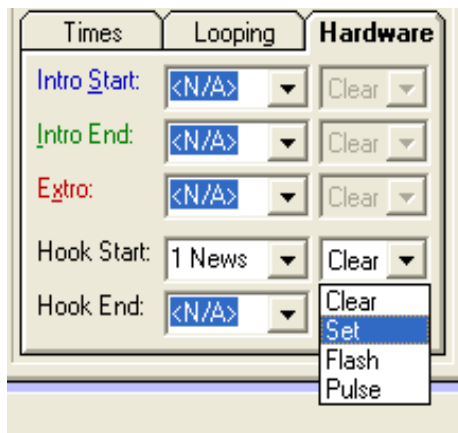 Times Looping Hardware
Intro Start: <N/A> Clear
Intro End: <N/A> Clear
Extro: <N/A> Clear
Hook Start: 1 News Clear
Hook End: <N/A> Clear
Set
Flash
Pulse